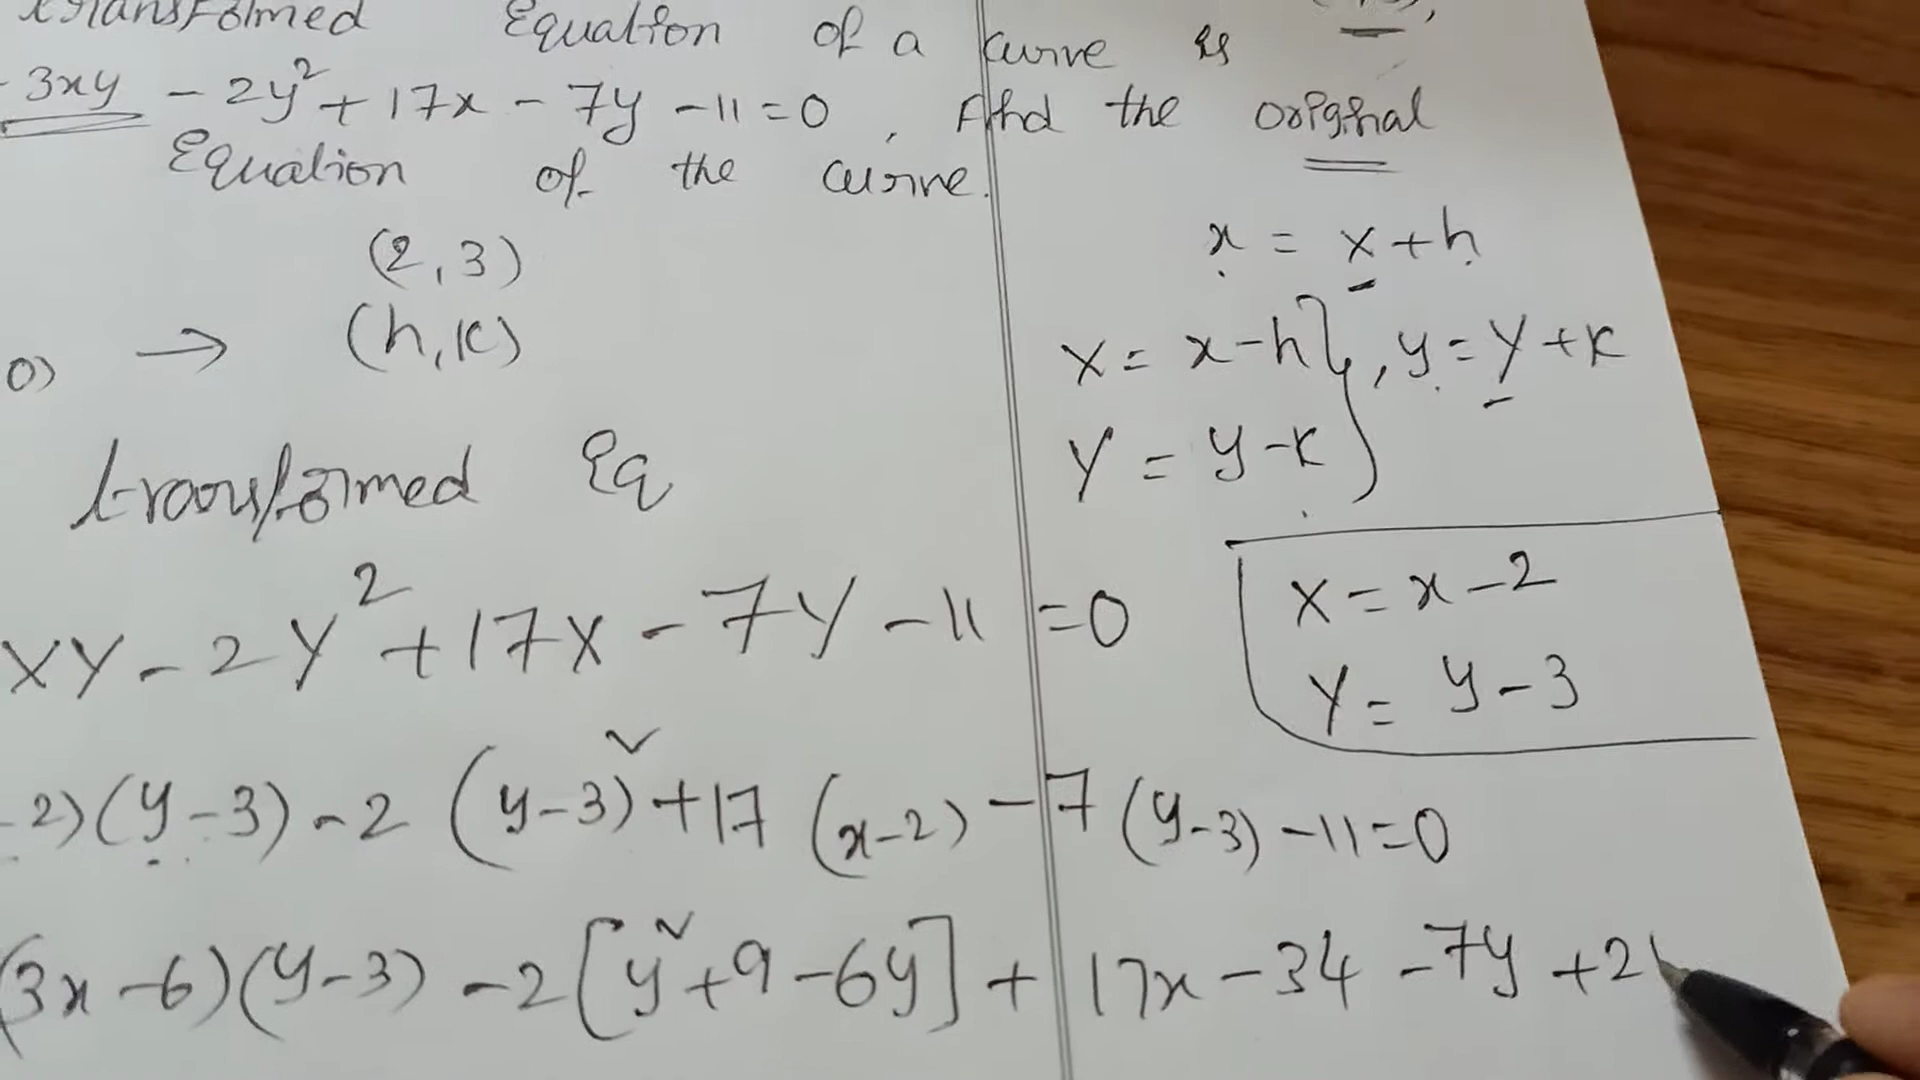 transformed Equation of a curve is
3xy - 2y² + 17x - 7y - 11 = 0, Find the original
Equation of the curve.
(2, 3)
x = X + h
0) → (h, k)
X = x - h }, y = Y + k
Y = y - k
transformed Eq
XY - 2Y² + 17X - 7Y - 11 = 0
X = x - 2
Y = y - 3
- 2)(y - 3) - 2 (y - 3)² + 17 (x - 2) - 7 (y - 3) - 11 = 0
(3x - 6)(y - 3) - 2 [y² + 9 - 6y] + 17x - 34 - 7y + 21